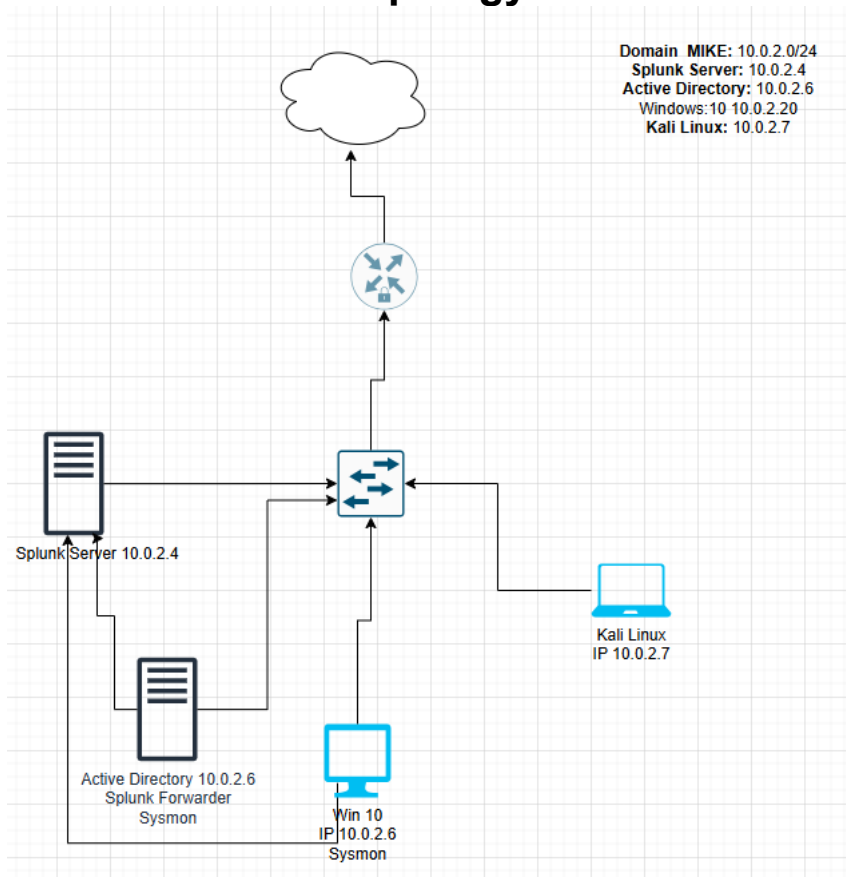 Domain MIKE: 10.0.2.0/24
Splunk Server: 10.0.2.4
Active Directory: 10.0.2.6
Windows:10 10.0.2.20
Kali Linux: 10.0.2.7
Splunk Server 10.0.2.4
Kali Linux
IP 10.0.2.7
Active Directory 10.0.2.6
Splunk Forwarder
Sysmon
Win 10
IP 10.0.2.6
Sysmon